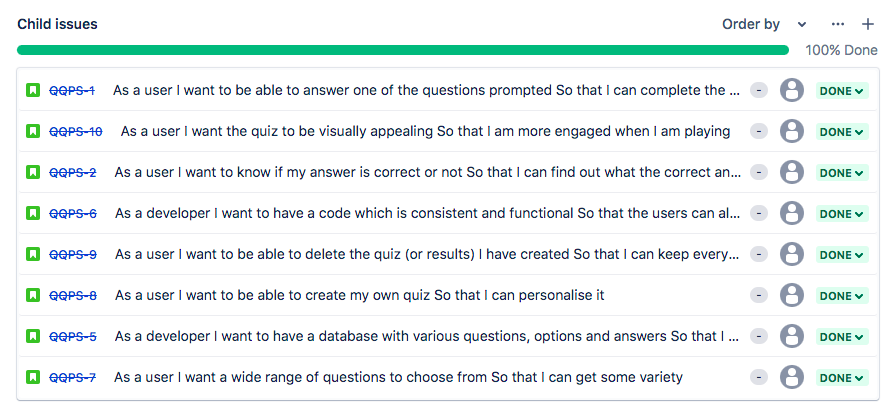 Child issues
Order by
100% Done
QQPS-1 As a user I want to be able to answer one of the questions prompted So that I can complete the ... - DONE
QQPS-10 As a user I want the quiz to be visually appealing So that I am more engaged when I am playing - DONE
QQPS-2 As a user I want to know if my answer is correct or not So that I can find out what the correct an... - DONE
QQPS-6 As a developer I want to have a code which is consistent and functional So that the users can al... - DONE
QQPS-9 As a user I want to be able to delete the quiz (or results) I have created So that I can keep every... - DONE
QQPS-8 As a user I want to be able to create my own quiz So that I can personalise it - DONE
QQPS-5 As a developer I want to have a database with various questions, options and answers So that I ... - DONE
QQPS-7 As a user I want a wide range of questions to choose from So that I can get some variety - DONE